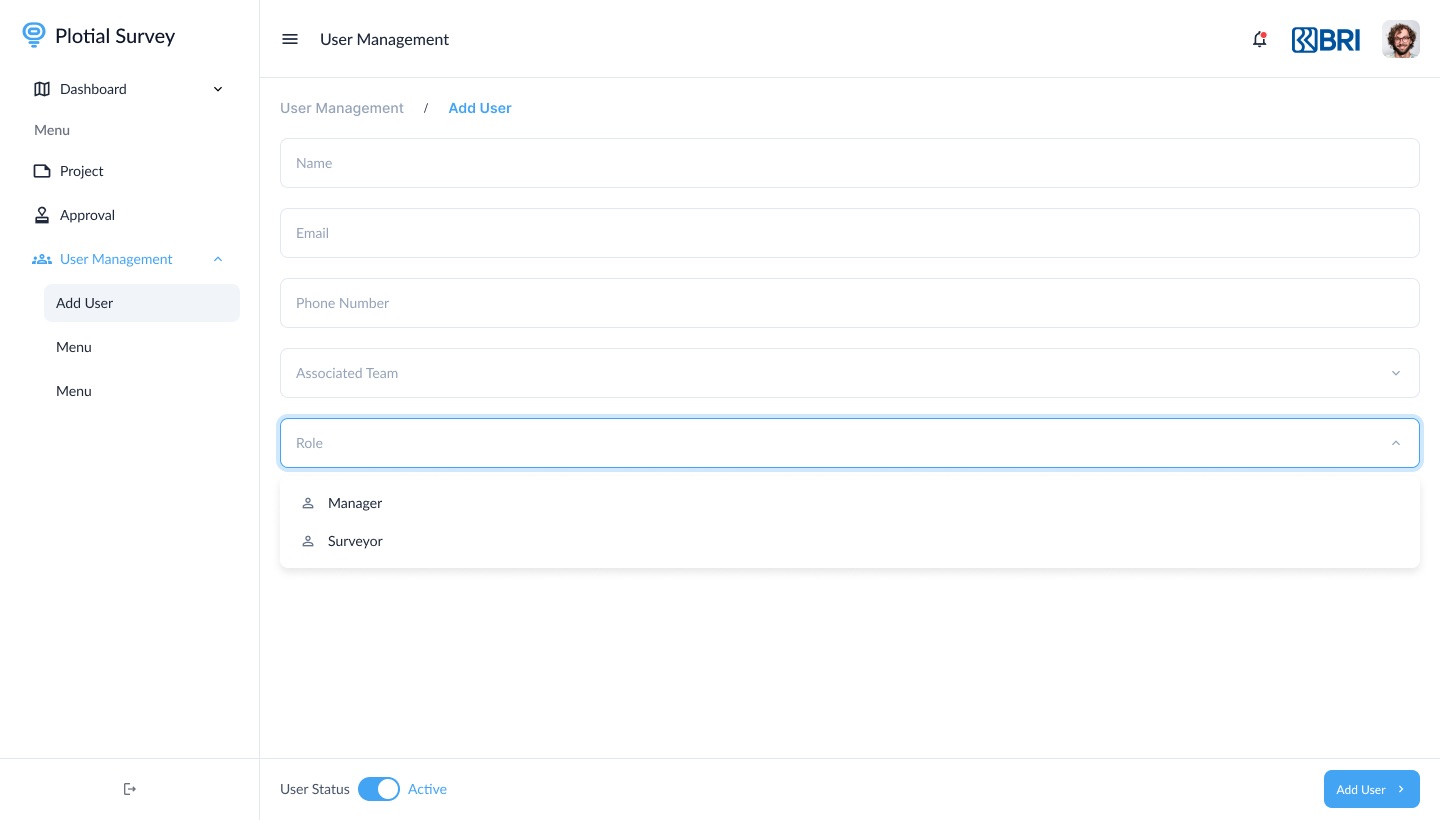 Plotial Survey
Dashboard
Menu
Project
Approval
User Management
Add User
Menu
Menu
User Management
BRI
User Management / Add User
Name
Email
Phone Number
Associated Team
Role
Manager
Surveyor
User Status Active
Add User